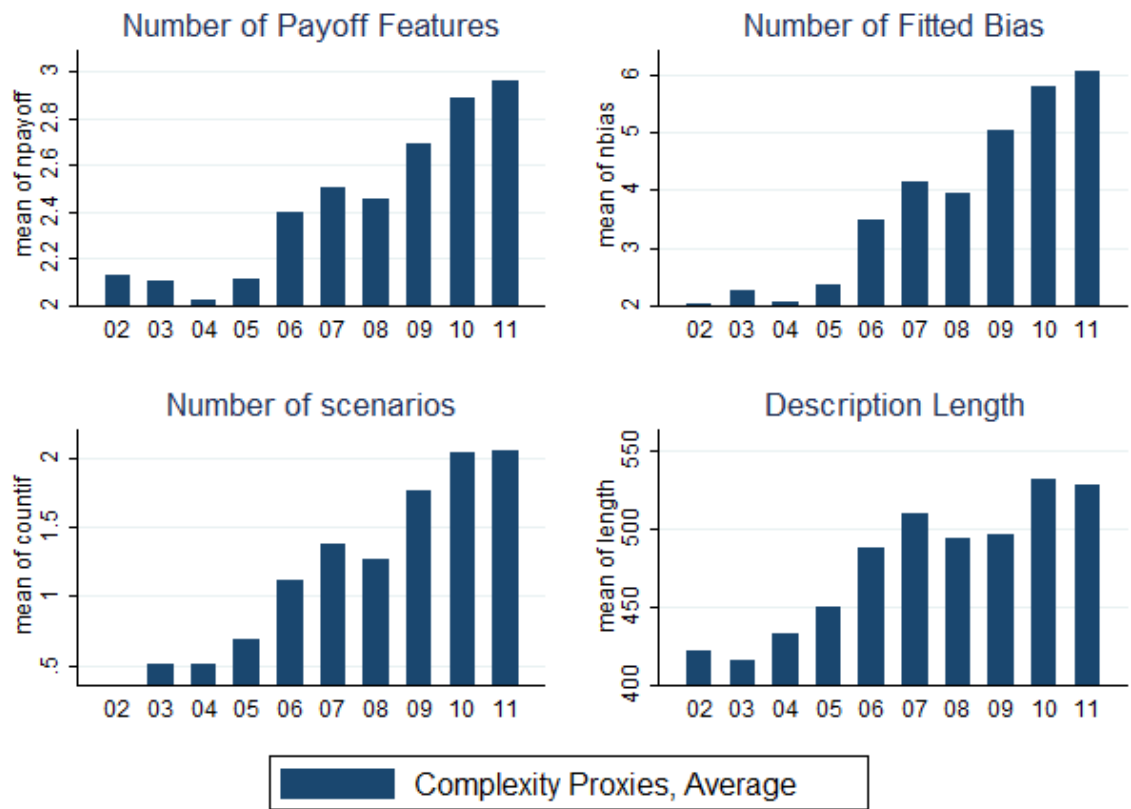 Number of Payoff Features
mean of npayoff
3
2.8
2.6
2.4
2.2
2
02 03 04 05 06 07 08 09 10 11
Number of Fitted Bias
mean of nbias
6
5
4
3
2
02 03 04 05 06 07 08 09 10 11
Number of scenarios
mean of countif
2
1.5
1
.5
02 03 04 05 06 07 08 09 10 11
Description Length
mean of length
550
500
450
400
02 03 04 05 06 07 08 09 10 11
Complexity Proxies, Average